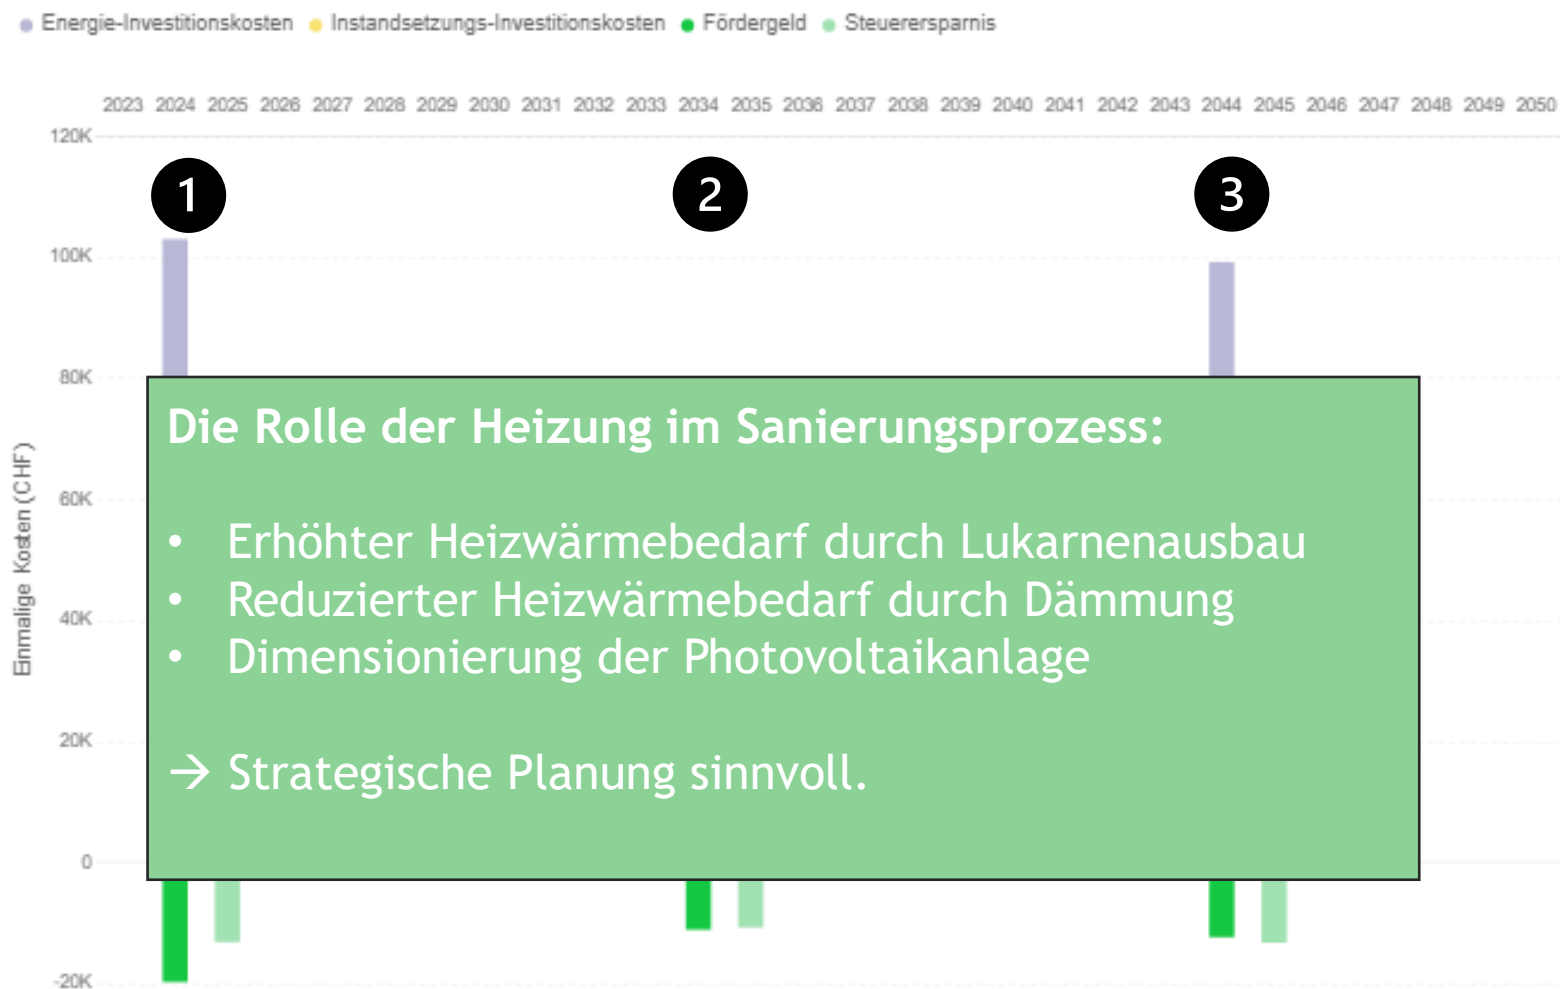 Energie-Investitionskosten Instandsetzungs-Investitionskosten Fördergeld Steuerersparnis
2023 2024 2025 2026 2027 2028 2029 2030 2031 2032 2033 2034 2035 2036 2037 2038 2039 2040 2041 2042 2043 2044 2045 2046 2047 2048 2049 2050
120K
1 2 3
100K
80K
Die Rolle der Heizung im Sanierungsprozess:
Einmalige Kosten (CHF)
60K
• Erhöhter Heizwärmebedarf durch Lukarnenausbau
• Reduzierter Heizwärmebedarf durch Dämmung
40K
• Dimensionierung der Photovoltaikanlage
20K
→ Strategische Planung sinnvoll.
0
-20K